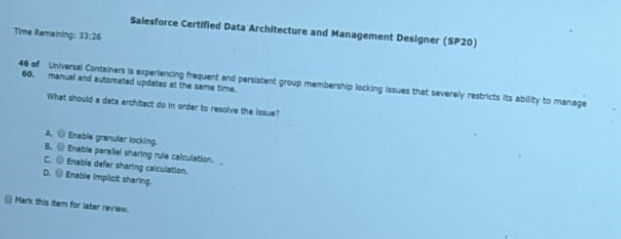 Salesforce Certified Data Architecture and Management Designer (SP20)
Time Remaining: 33:26
46 of 60. Universal Containers is experiencing frequent and persistent group membership locking issues that severely restricts its ability to manage
manual and automated updates at the same time.
What should a data architect do in order to resolve the issue?
A. Enable granular locking.
B. Enable parallel sharing rule calculation.
C. Enable defer sharing calculation.
D. Enable implicit sharing.
Mark this item for later review.